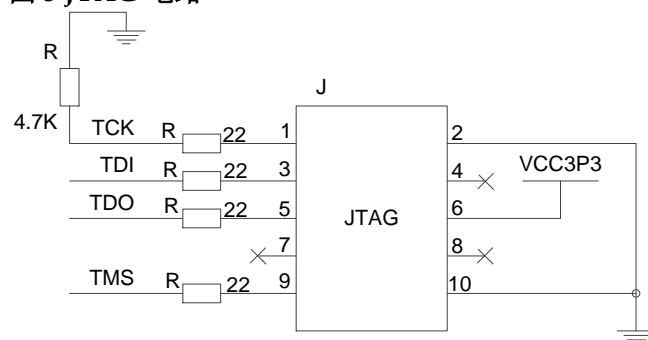 R
4.7K
J
TCK R 22 1
2
TDI R 22 3
4 VCC3P3
TDO R 22 5
JTAG
6
7
8
TMS R 22 9
10